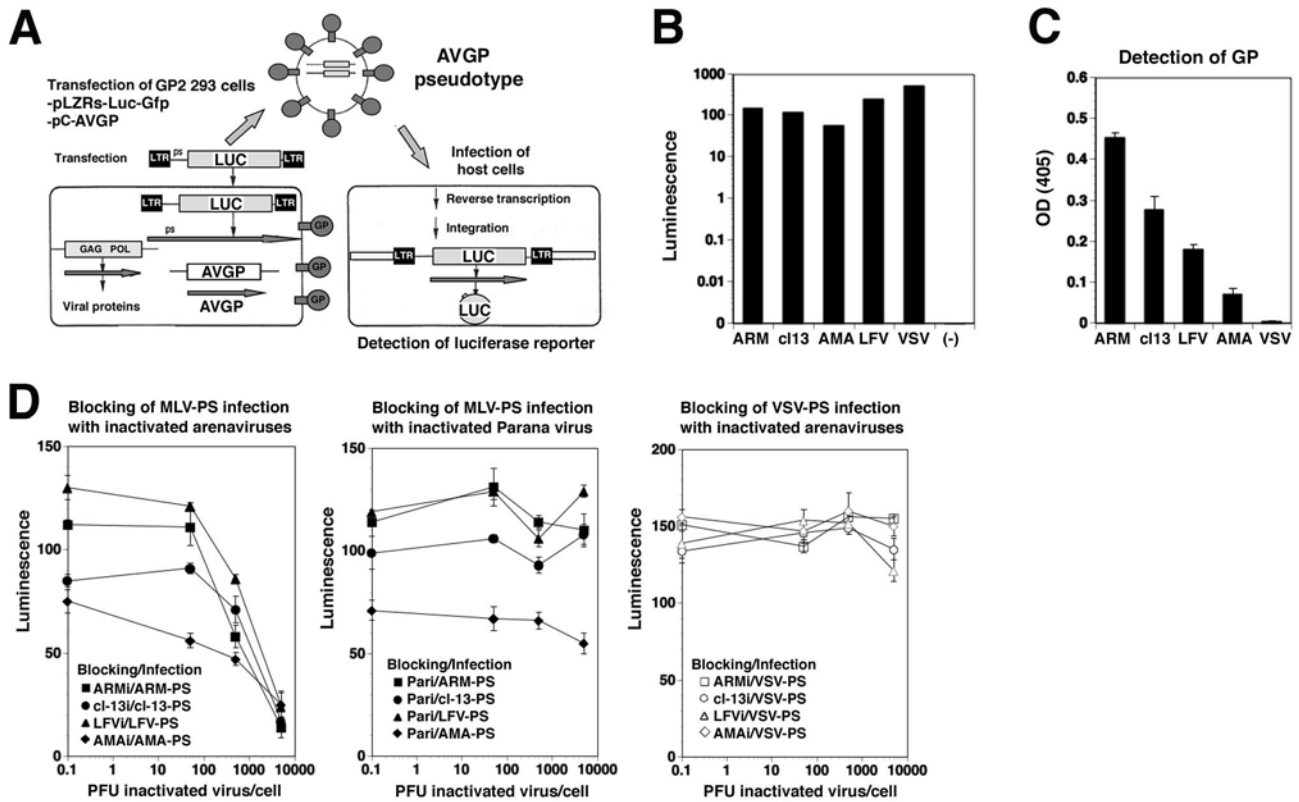 A
Transfection of GP2 293 cells
-pLZRs-Luc-Gfp
-pC-AVGP
AVGP
pseudotype
Transfection
LTR ps LUC LTR
LTR LUC LTR
ps
GAG POL
Viral proteins
AVGP
AVGP
GP
GP
GP
Infection of
host cells
Reverse transcription
Integration
LTR LUC LTR
LUC
Detection of luciferase reporter
B
Luminescence
1000
100
10
1
0.1
0.01
0
ARM cl13 AMA LFV VSV (-)
C
Detection of GP
OD (405)
0.6
0.5
0.4
0.3
0.2
0.1
0
ARM cl13 LFV AMA VSV
D
Blocking of MLV-PS infection
with inactivated arenaviruses
Luminescence
150
100
50
0
Blocking/Infection
ARMi/ARM-PS
cl-13i/cl-13-PS
LFVi/LFV-PS
AMAi/AMA-PS
0.1 1 10 100 1000 10000
PFU inactivated virus/cell
Blocking of MLV-PS infection
with inactivated Parana virus
Luminescence
150
100
50
0
Blocking/Infection
Pari/ARM-PS
Pari/cl-13-PS
Pari/LFV-PS
Pari/AMA-PS
0.1 1 10 100 1000 10000
PFU inactivated virus/cell
Blocking of VSV-PS infection
with inactivated arenaviruses
Luminescence
200
150
100
50
0
Blocking/Infection
ARMi/VSV-PS
cl-13i/VSV-PS
LFVi/VSV-PS
AMAi/VSV-PS
0.1 1 10 100 1000 10000
PFU inactivated virus/cell